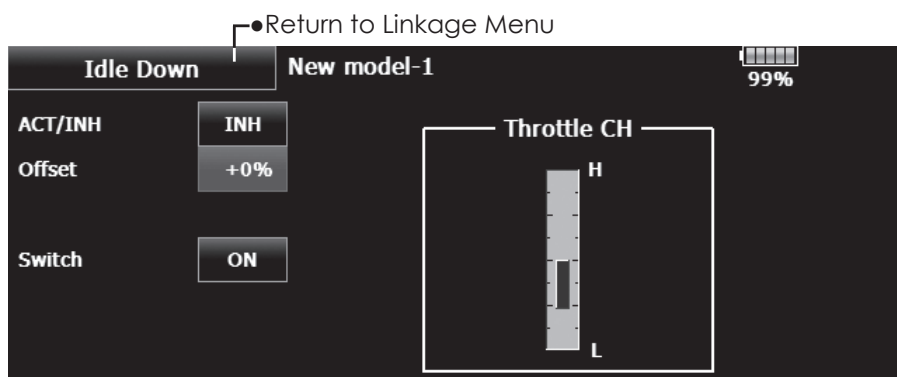 Return to Linkage Menu
Idle Down New model-1 99%
ACT/INH INH Throttle CH
Offset +0% H
Switch ON
L